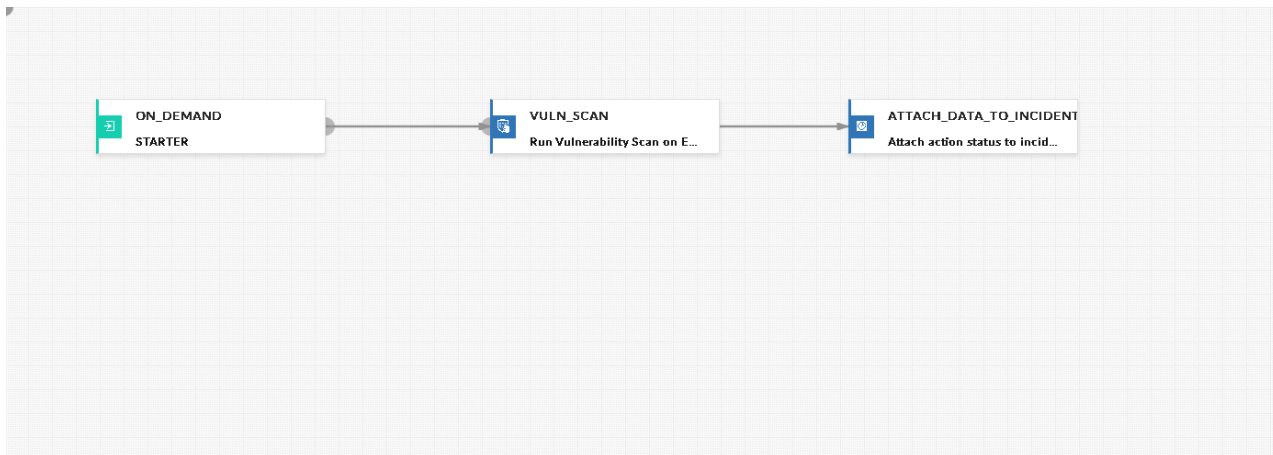 ON_DEMAND
STARTER
VULN_SCAN
Run Vulnerability Scan on E...
ATTACH_DATA_TO_INCIDENT
Attach action status to incid...